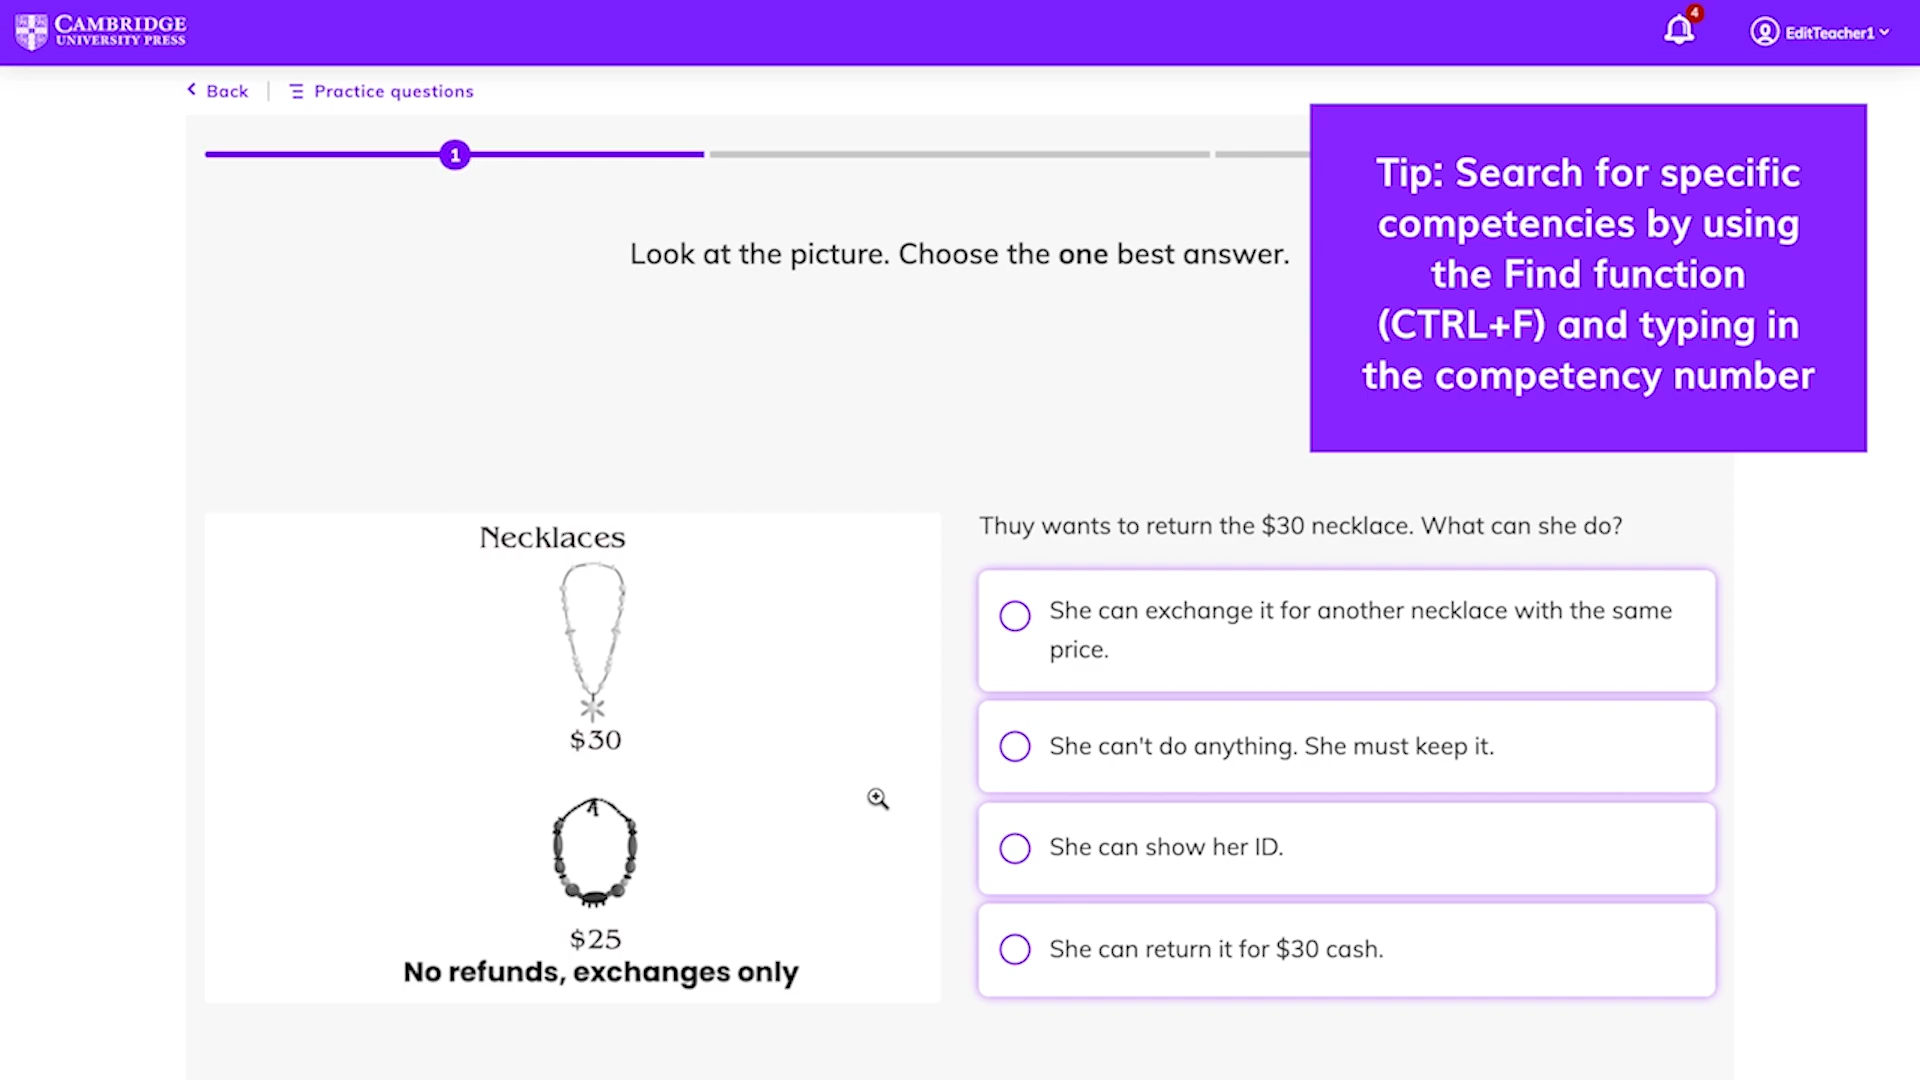 CAMBRIDGE
UNIVERSITY PRESS
4
EditTeacher1
Back
Practice questions
1
Tip: Search for specific
competencies by using
the Find function
(CTRL+F) and typing in
the competency number
Look at the picture. Choose the one best answer.
Necklaces
$30
$25
No refunds, exchanges only
Thuy wants to return the $30 necklace. What can she do?
She can exchange it for another necklace with the same
price.
She can't do anything. She must keep it.
She can show her ID.
She can return it for $30 cash.